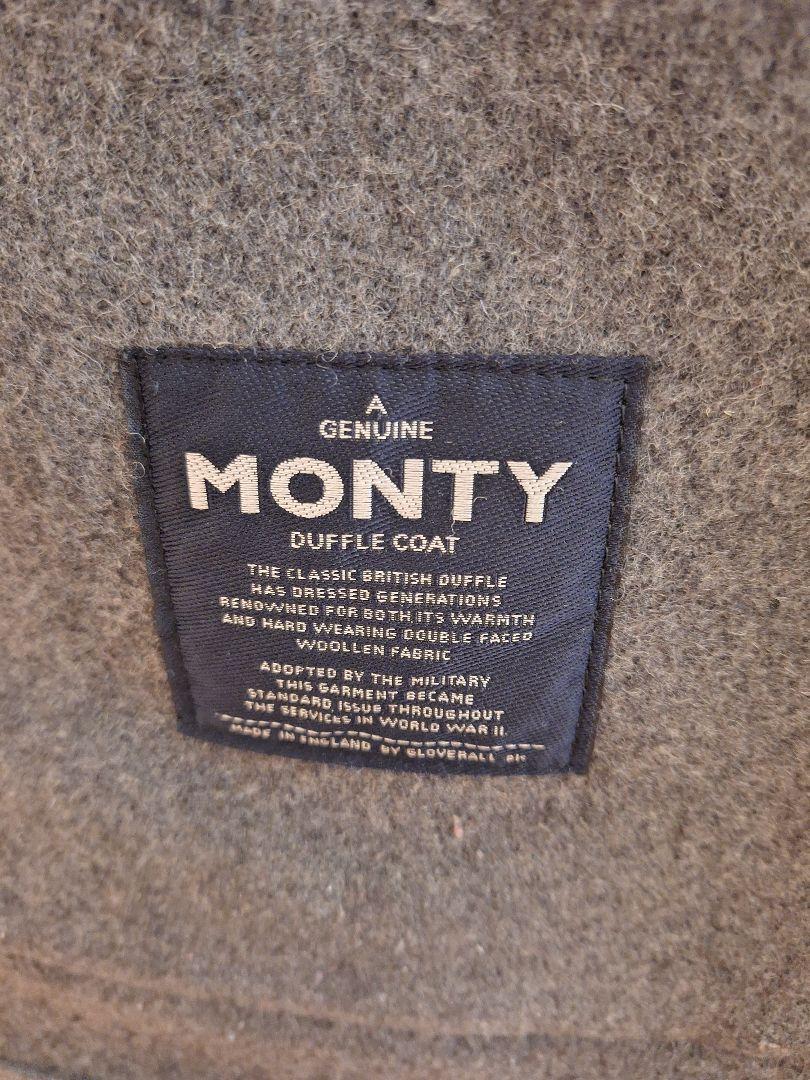 A
GENUINE
MONTY
DUFFLE COAT
THE CLASSIC BRITISH DUFFLE
HAS DRESSED GENERATIONS
RENOWNED FOR BOTH ITS WARMTH
AND HARD WEARING DOUBLE FACED
WOOLLEN FABRIC
ADOPTED BY THE MILITARY
THIS GARMENT BECAME
STANDARD ISSUE THROUGHOUT
THE SERVICES IN WORLD WAR II.
MADE IN ENGLAND BY GLOVERALL plc